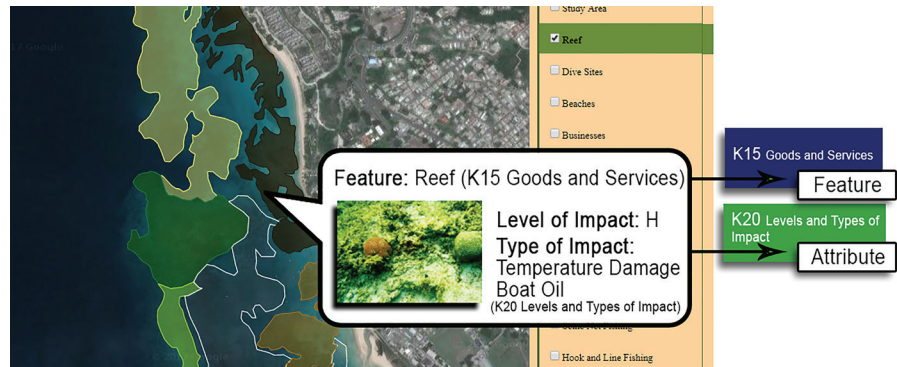 Study Area
Reef
Dive Sites
Beaches
Businesses
Feature: Reef (K15 Goods and Services)
Level of Impact: H
Type of Impact:
Temperature Damage
Boat Oil
(K20 Levels and Types of Impact)
K15 Goods and Services
Feature
K20 Levels and Types of
Impact
Attribute
Hook and Line Fishing